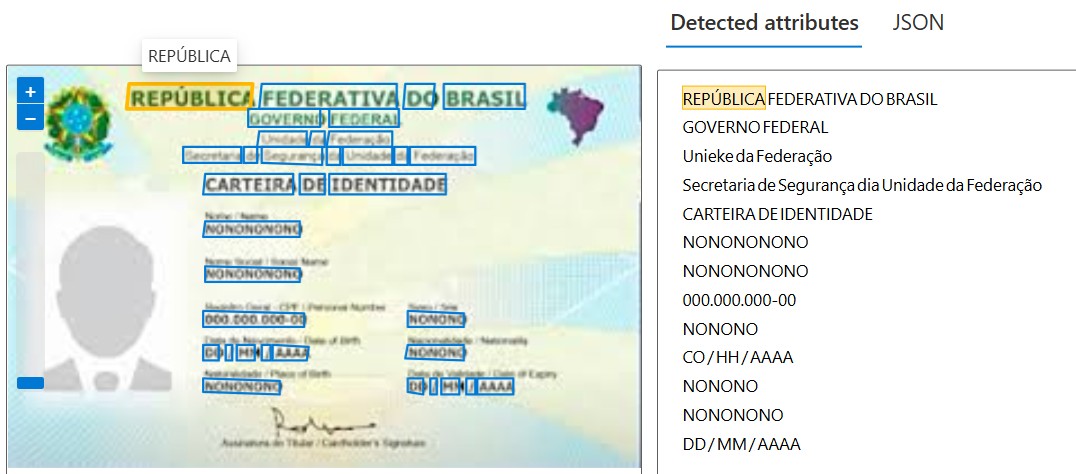 Detected attributes JSON
REPÚBLICA
+
−
REPÚBLICA FEDERATIVA DO BRASIL
GOVERNO FEDERAL
Unidade da Federação
Secretaria de Segurança da Unidade da Federação
CARTEIRA DE IDENTIDADE
Nome / Name
NONONONONO
Nome Social / Social Name
NONONONONO
Registro Geral - CPF / Personal Number
Sexo / Sex
000.000.000-00
NONONO
Data de Nascimento / Date of Birth
Nacionalidade / Nationality
DD / MM / AAAA
NONONO
Naturalidade / Place of Birth
Data de Validade / Date of Expiry
NONONONO
DD / MM / AAAA
Assinatura do Titular / Cardholder's Signature
REPÚBLICA FEDERATIVA DO BRASIL
GOVERNO FEDERAL
Unieke da Federação
Secretaria de Segurança dia Unidade da Federação
CARTEIRA DE IDENTIDADE
NONONONONO
NONONONONO
000.000.000-00
NONONO
CO / HH / AAAA
NONONO
NONONONO
DD / MM / AAAA